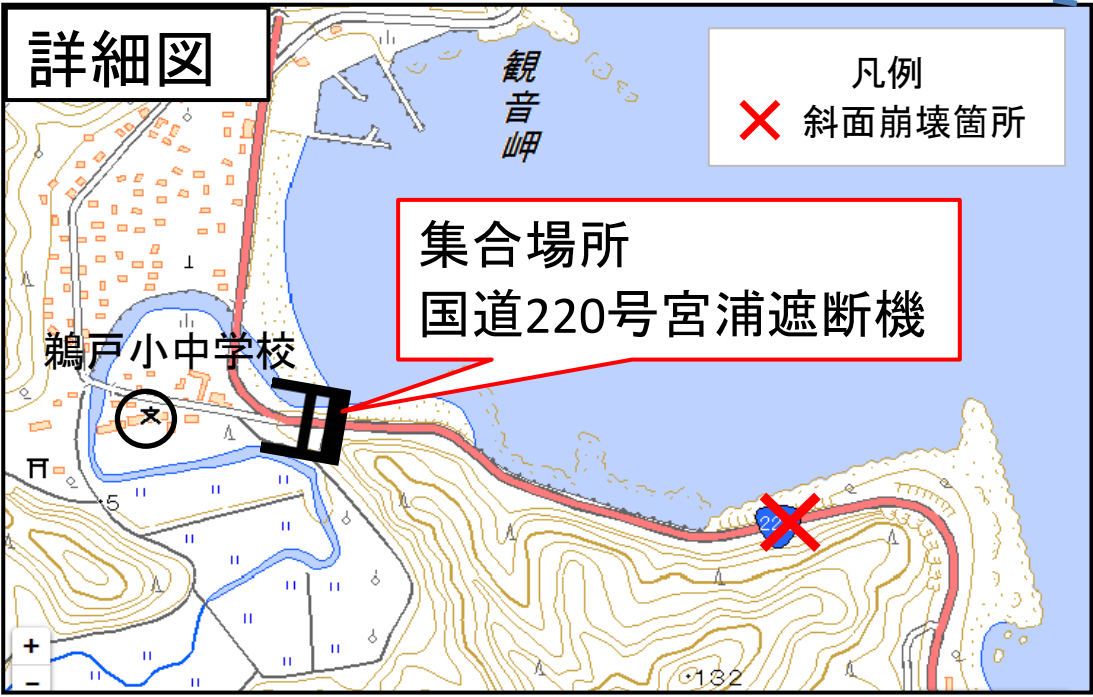 詳細図
観音岬
凡例
斜面崩壊箇所
集合場所
国道220号宮浦遮断機
鵜戸小中学校
文
5
22
132
+
−